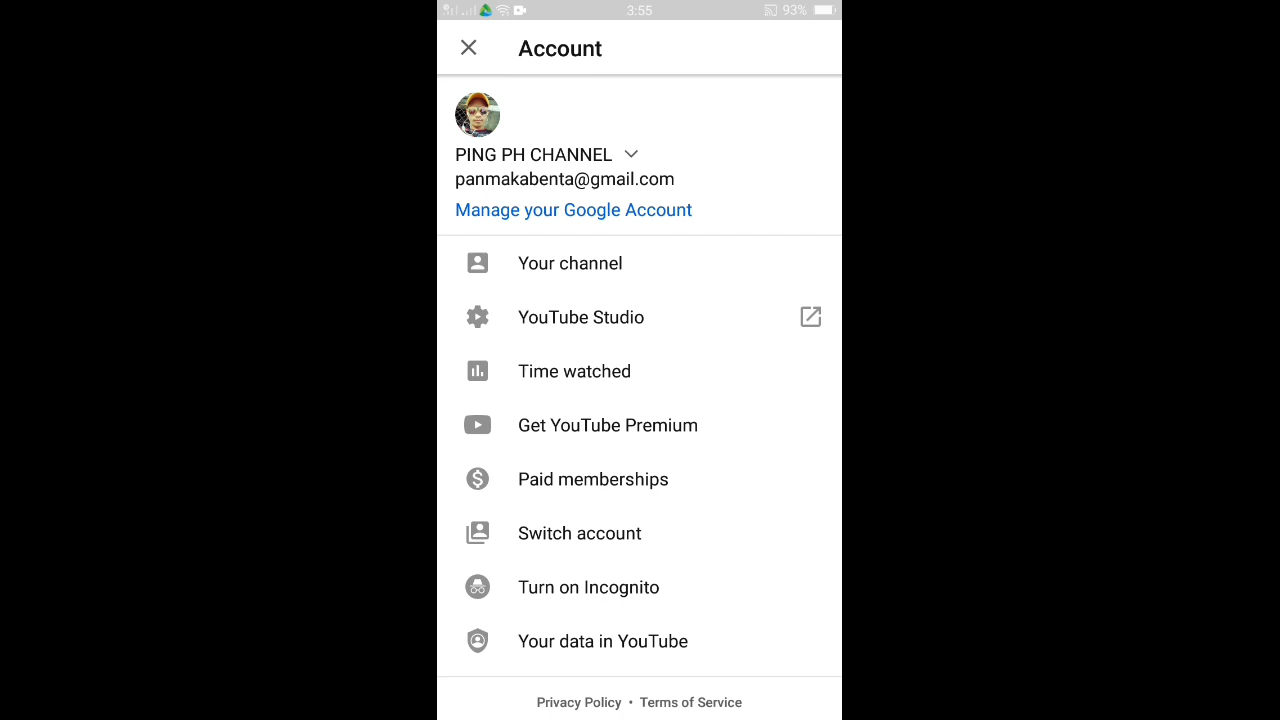 3:55
93%
Account
PING PH CHANNEL
panmakabenta@gmail.com
Manage your Google Account
Your channel
YouTube Studio
Time watched
Get YouTube Premium
Paid memberships
Switch account
Turn on Incognito
Your data in YouTube
Privacy Policy • Terms of Service